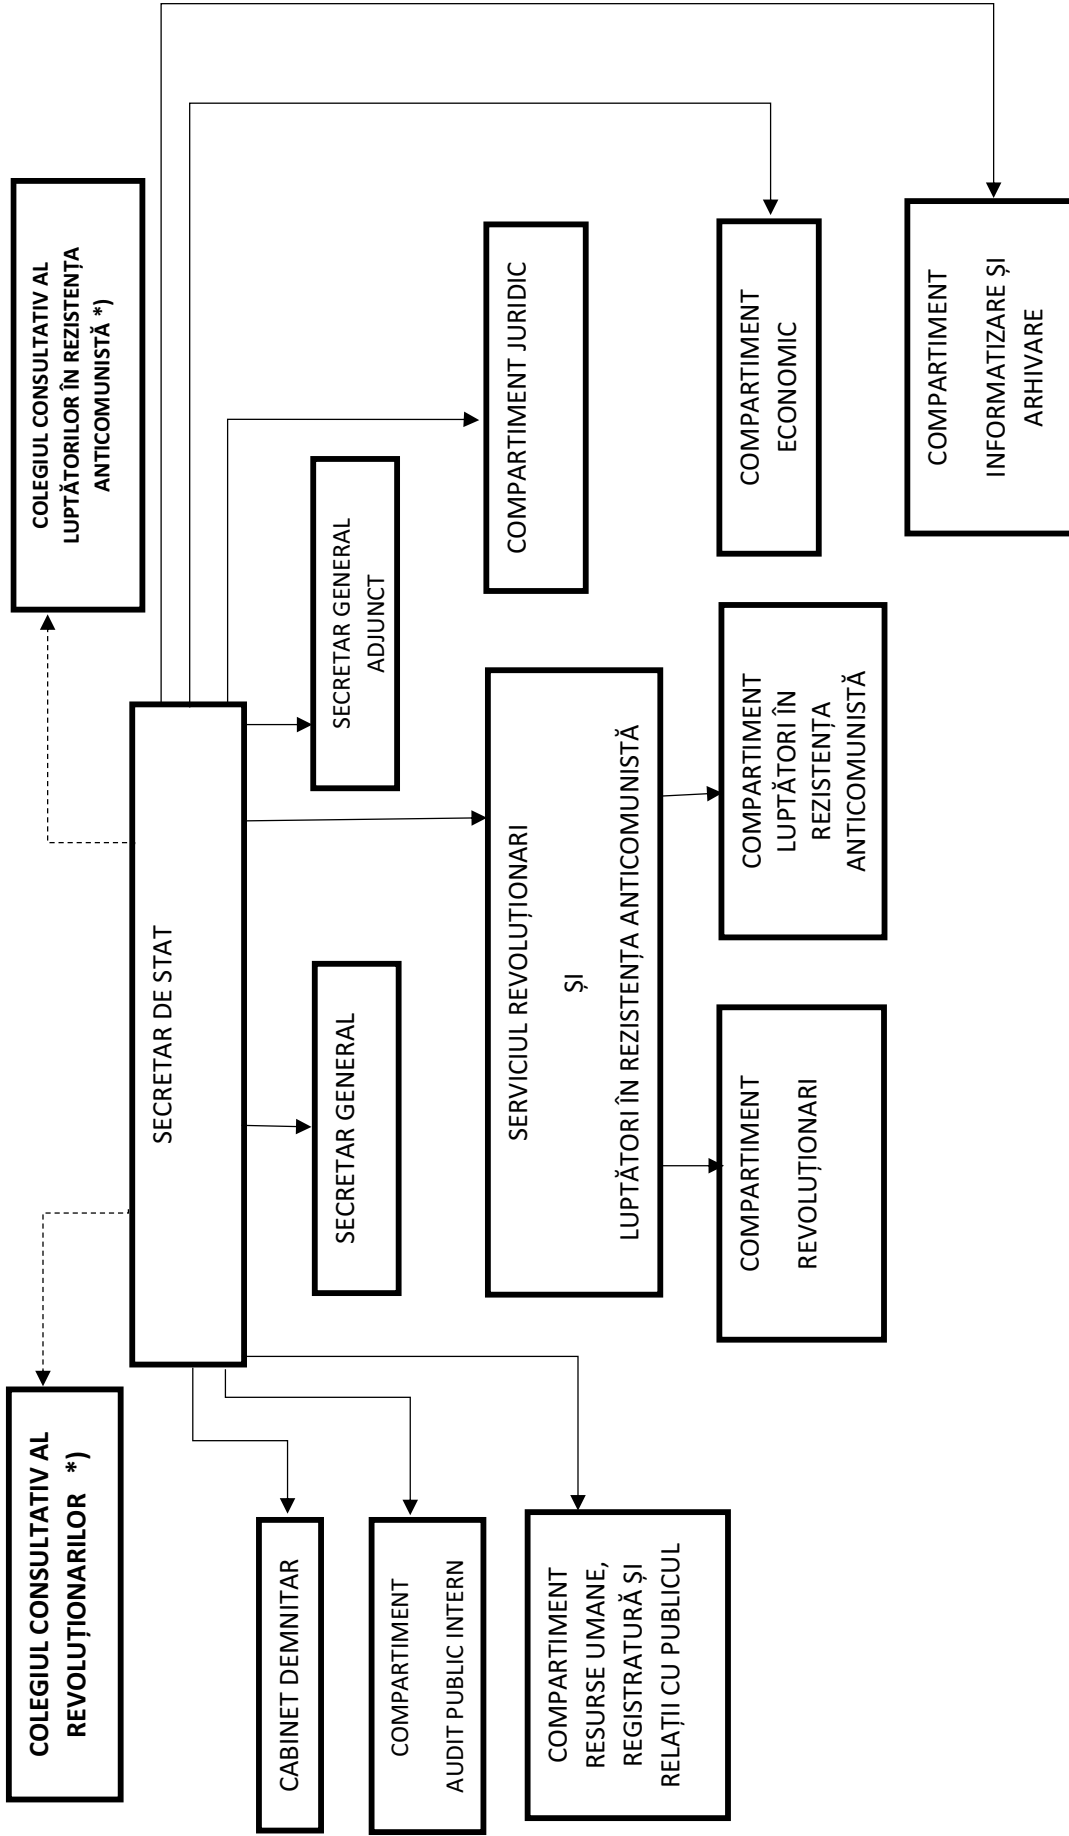 COLEGIUL CONSULTATIV AL
REVOLUȚIONARILOR *)
COLEGIUL CONSULTATIV AL
LUPTĂTORILOR ÎN REZISTENȚA
ANTICOMUNISTĂ *)
SECRETAR DE STAT
CABINET DEMNITAR
SECRETAR GENERAL
SECRETAR GENERAL
ADJUNCT
COMPARTIMENT
AUDIT PUBLIC INTERN
COMPARTIMENT
RESURSE UMANE,
REGISTRATURĂ ȘI
RELAȚII CU PUBLICUL
SERVICIUL REVOLUȚIONARI
ȘI
LUPTĂTORI ÎN REZISTENȚA ANTICOMUNISTĂ
COMPARTIMENT JURIDIC
COMPARTIMENT
REVOLUȚIONARI
COMPARTIMENT
LUPTĂTORI ÎN
REZISTENȚA
ANTICOMUNISTĂ
COMPARTIMENT
ECONOMIC
COMPARTIMENT
INFORMATIZARE ȘI
ARHIVARE